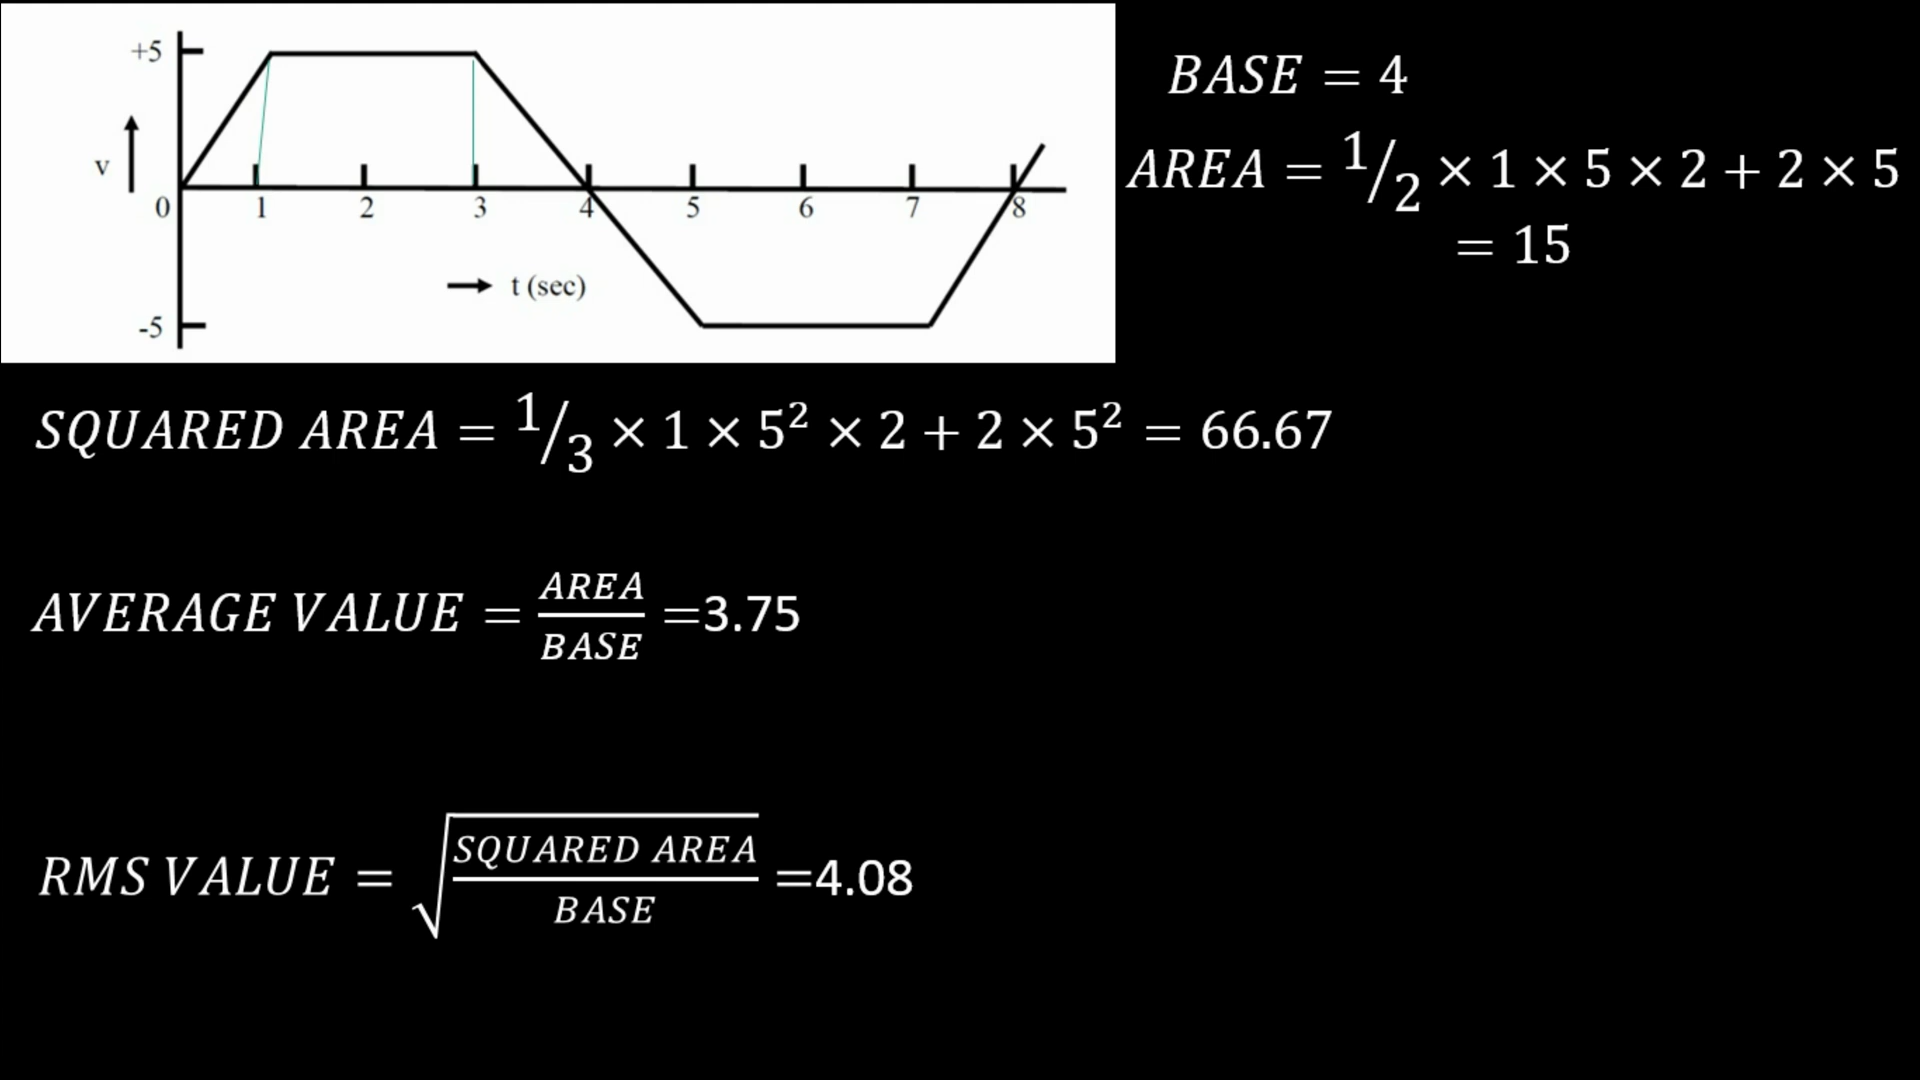 +5
v
0 1 2 3 4 5 6 7 8
t (sec)
-5
BASE = 4
AREA = 1/2 × 1 × 5 × 2 + 2 × 5
= 15
SQUARED AREA = 1/3 × 1 × 5² × 2 + 2 × 5² = 66.67
AVERAGE VALUE = AREA/BASE =3.75
RMS VALUE = √(SQUARED AREA/BASE) =4.08